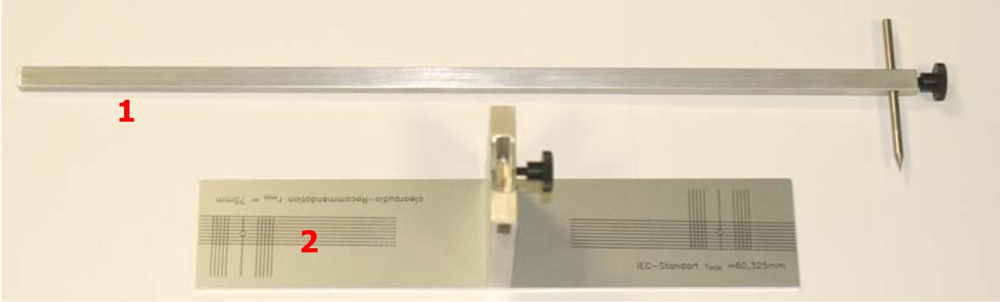 1
clearaudio-Recommendation rmin = 75mm
2
IEC-Standart rmin =60,325mm